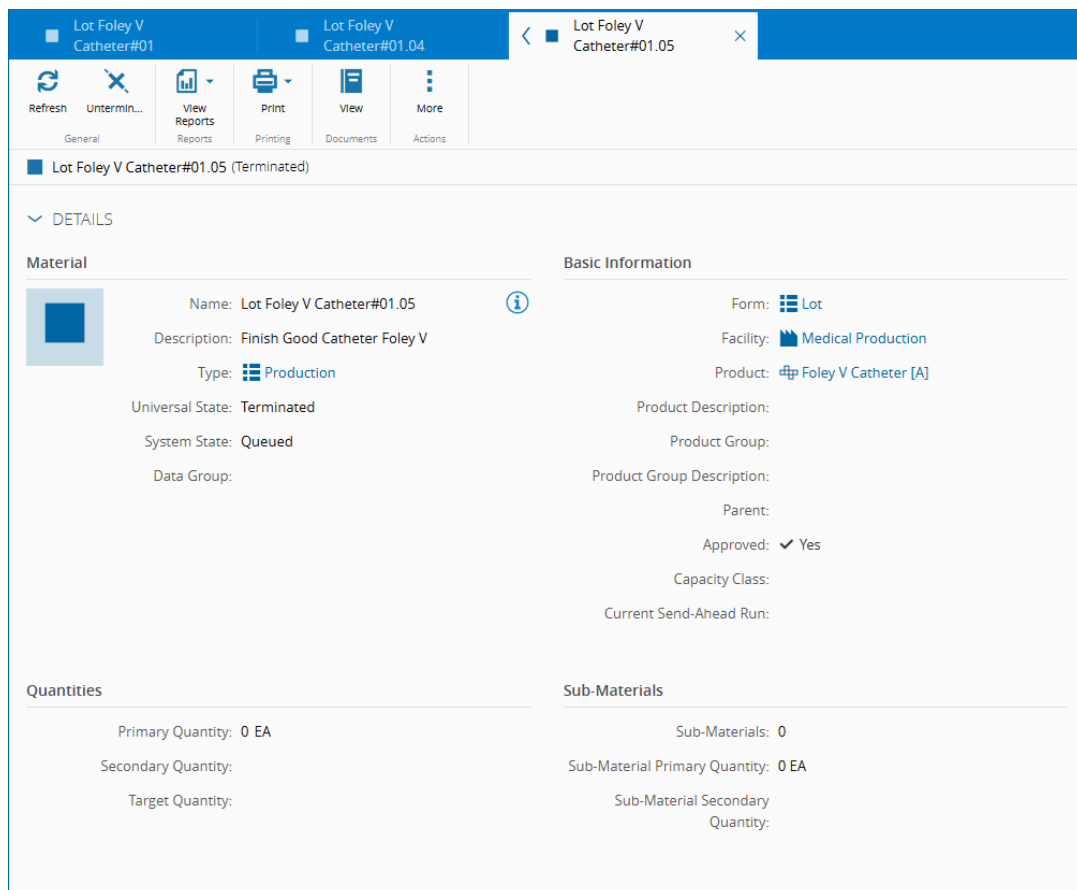 Lot Foley V
Catheter#01
Lot Foley V
Catheter#01.04
Lot Foley V
Catheter#01.05
Refresh
Untermin...
View
Reports
Print
View
More
General
Reports
Printing
Documents
Actions
Lot Foley V Catheter#01.05 (Terminated)
DETAILS
Material
Name: Lot Foley V Catheter#01.05
Description: Finish Good Catheter Foley V
Type: Production
Universal State: Terminated
System State: Queued
Data Group:
Basic Information
Form: Lot
Facility: Medical Production
Product: Foley V Catheter [A]
Product Description:
Product Group:
Product Group Description:
Parent:
Approved: Yes
Capacity Class:
Current Send-Ahead Run:
Quantities
Primary Quantity: 0 EA
Secondary Quantity:
Target Quantity:
Sub-Materials
Sub-Materials: 0
Sub-Material Primary Quantity: 0 EA
Sub-Material Secondary
Quantity: